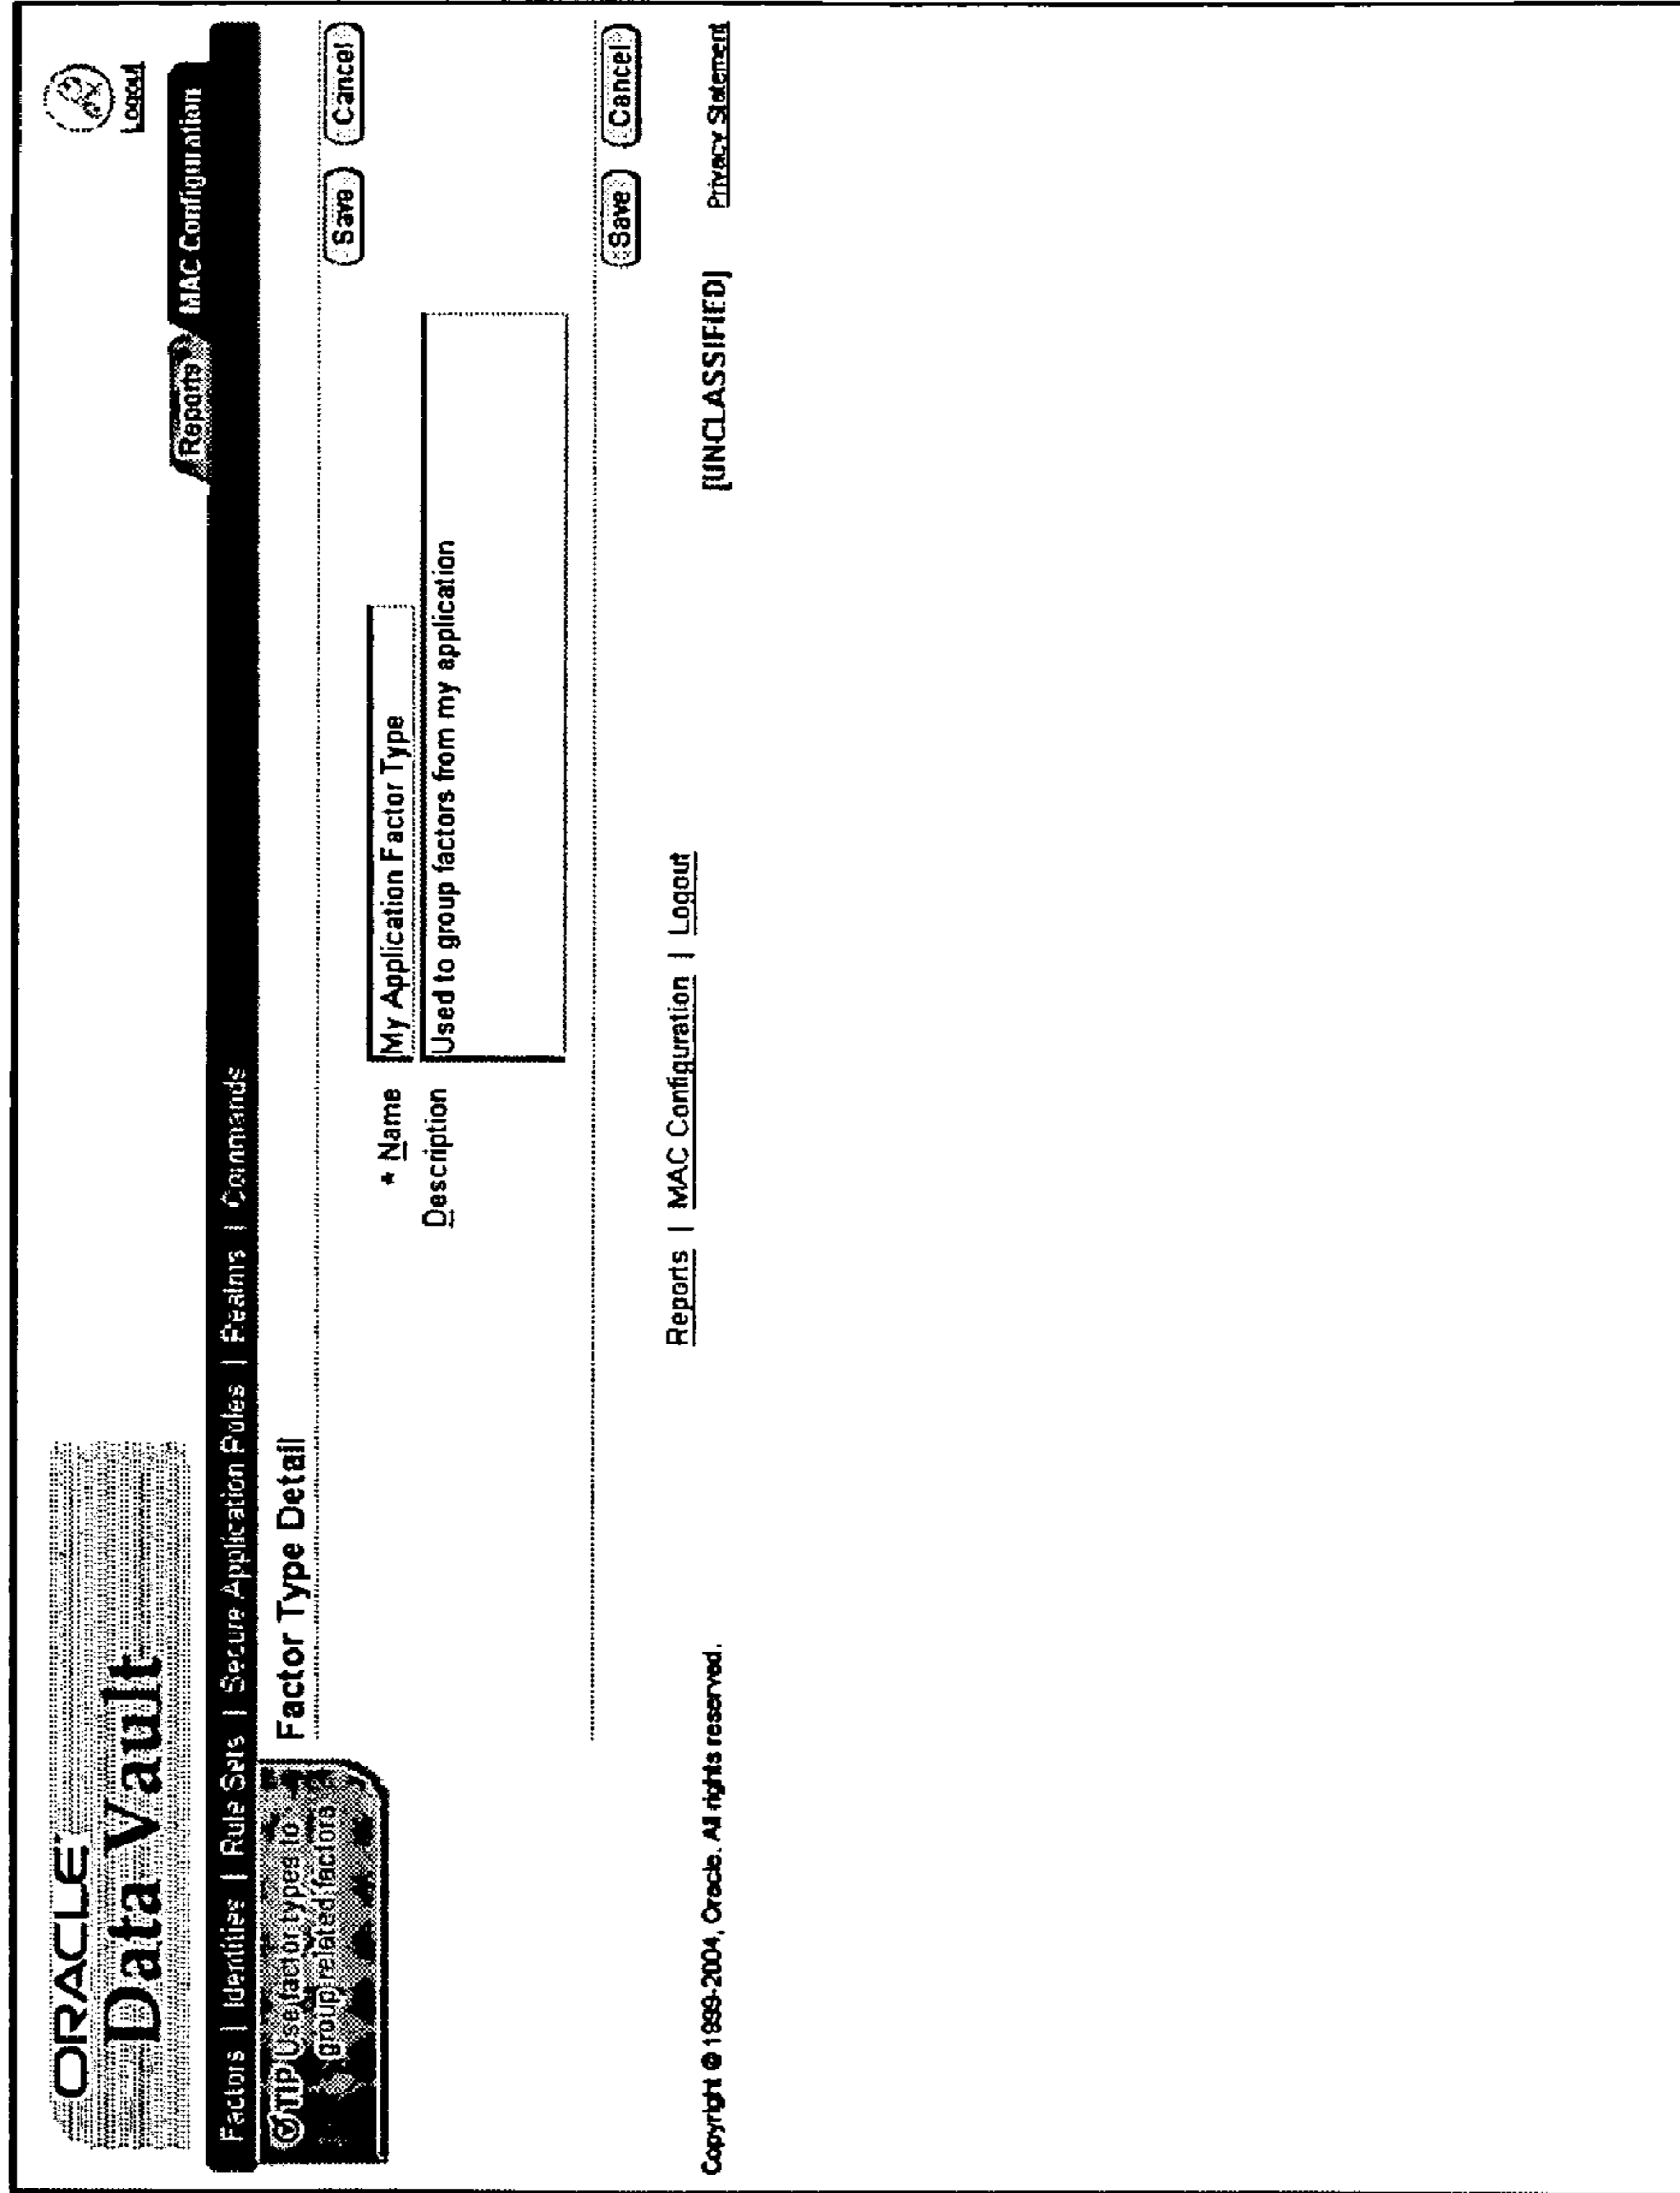 ORACLE
Data Vault
Logout
Reports
MAC Configuration
Factors | Identities | Rule Sets | Secure Application Roles | Realms | Commands
TIP Use factor types to
group related factors
Factor Type Detail
Save Cancel
* Name My Application Factor Type
Description Used to group factors from my application
Save Cancel
Reports | MAC Configuration | Logout
Copyright © 1999-2004, Oracle. All rights reserved.
[UNCLASSIFIED]
Privacy Statement